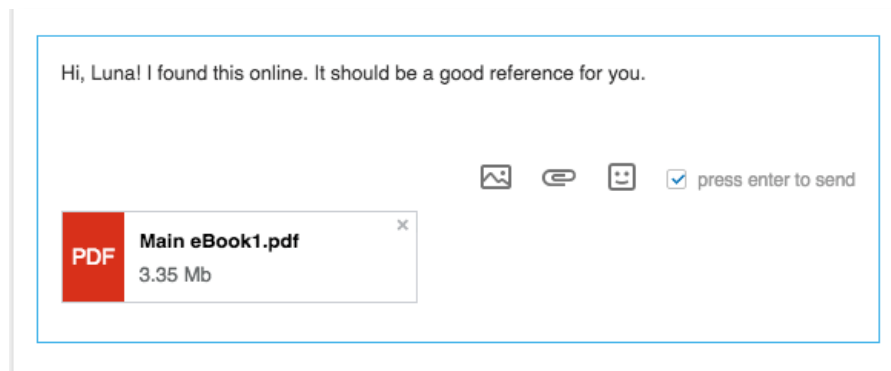 Hi, Luna! I found this online. It should be a good reference for you.
press enter to send
PDF
Main eBook1.pdf
3.35 Mb